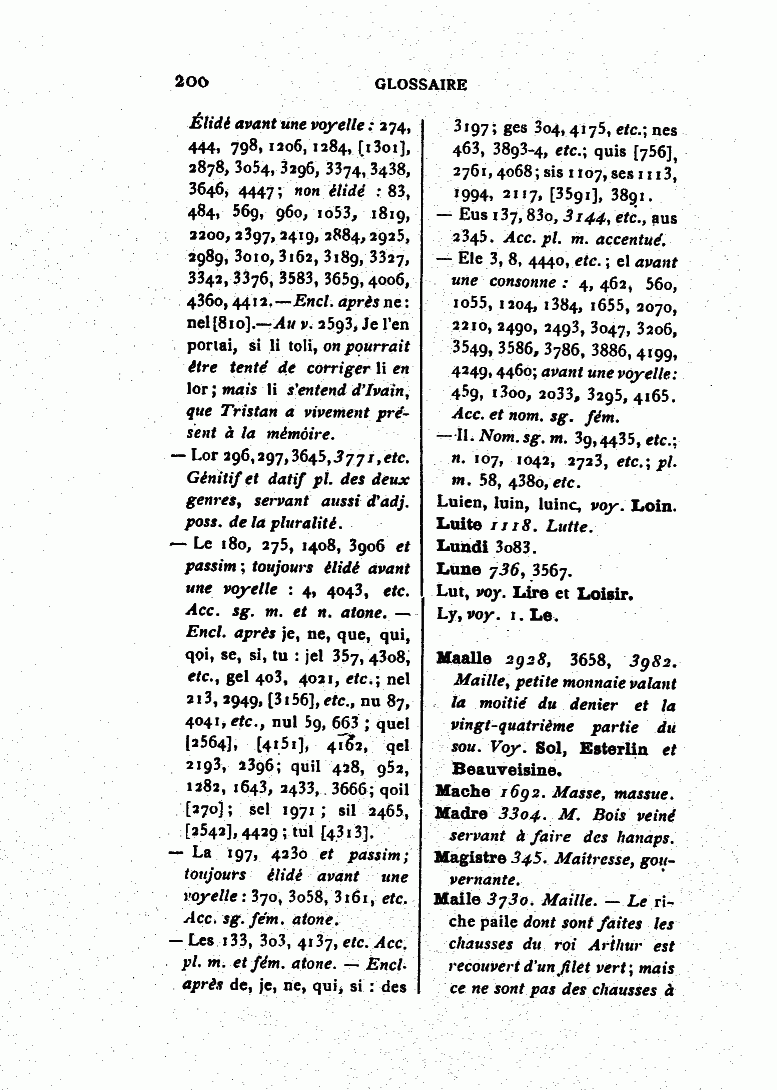 200
GLOSSAIRE
Élidé avant une voyelle : 274,
444, 798, 1206, 1284, [1301],
2878, 3054, 3296, 3374, 3438,
3646, 4447; non élidé : 83,
484, 569, 960, 1053, 1819,
2200, 2397, 2419, 2884, 2925,
2989, 3010, 3162, 3189, 3327,
3342, 3376, 3583, 3659, 4006,
4360, 4412. — Encl. après ne :
nel [810]. — Au v. 2593, Je l'en
portai, si li toli, on pourrait
être tenté de corriger li en
lor; mais li s'entend d'Ivain,
que Tristan a vivement pré-
sent à la mémoire.
— Lor 296, 297, 3645, 3771, etc.
Génitif et datif pl. des deux
genres, servant aussi d'adj.
poss. de la pluralité.
— Le 180, 275, 1408, 3906 et
passim; toujours élidé avant
une voyelle : 4, 4043, etc.
Acc. sg. m. et n. atone. —
Encl. après je, ne, que, qui,
qoi, se, si, tu : jel 357, 4308,
etc., gel 403, 4021, etc.; nel
213, 2949, [3156], etc., nu 87,
4041, etc., nul 59, 663 ; quel
[2564], [4151], 4162, qel
2193, 2396; quil 428, 952,
1282, 1643, 2433, 3666; qoil
[270]; sel 1971; sil 2465,
[2542], 4429; tul [4313].
— La 197, 4230 et passim;
toujours élidé avant une
voyelle : 370, 3058, 3161, etc.
Acc. sg. fém. atone.
— Les 133, 303, 4137, etc. Acc.
pl. m. et fém. atone. — Encl.
après de, je, ne, qui, si : des
3197; ges 304, 4175, etc.; nes
463, 3893-4, etc.; quis [756],
2761, 4068; sis 1107, ses 1113,
1994, 2117, [3591], 3891.
— Eus 137, 830, 3144, etc., aus
2345. Acc. pl. m. accentué.
— Ele 3, 8, 4440, etc.; el avant
une consonne : 4, 462, 560,
1055, 1204, 1384, 1655, 2070,
2210, 2490, 2493, 3047, 3206,
3549, 3586, 3786, 3886, 4199,
4249, 4460; avant une voyelle :
459, 1300, 2033, 3295, 4165.
Acc. et nom. sg. fém.
— Il. Nom. sg. m. 39, 4435, etc.;
n. 107, 1042, 2723, etc.; pl.
m. 58, 4380, etc.
Luien, luin, luinc, voy. Loin.
Luite 1118. Lutte.
Lundi 3083.
Lune 736, 3567.
Lut, voy. Lire et Loisir.
Ly, voy. 1. Le.
Maalle 2928, 3658, 3982.
Maille, petite monnaie valant
la moitié du denier et la
vingt-quatrième partie du
sou. Voy. Sol, Esterlin et
Beauveisine.
Mache 1692. Masse, massue.
Madre 3304. M. Bois veiné
servant à faire des hanaps.
Magistre 345. Maîtresse, gou-
vernante.
Maile 3730. Maille. — Le ri-
che paile dont sont faites les
chausses du roi Arthur est
recouvert d'un filet vert; mais
ce ne sont pas des chausses à